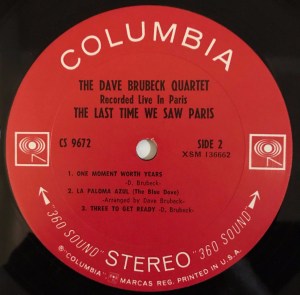 COLUMBIA
THE DAVE BRUBECK QUARTET
Recorded Live In Paris
THE LAST TIME WE SAW PARIS
CS 9672
SIDE 2
XSM 136662
1. ONE MOMENT WORTH YEARS
-D. Brubeck-
2. LA PALOMA AZUL (The Blue Dove)
-Arranged by Dave Brubeck-
3. THREE TO GET READY -D. Brubeck-
"360 SOUND" STEREO "360 SOUND"
® "COLUMBIA", MARCAS REG. PRINTED IN U.S.A.